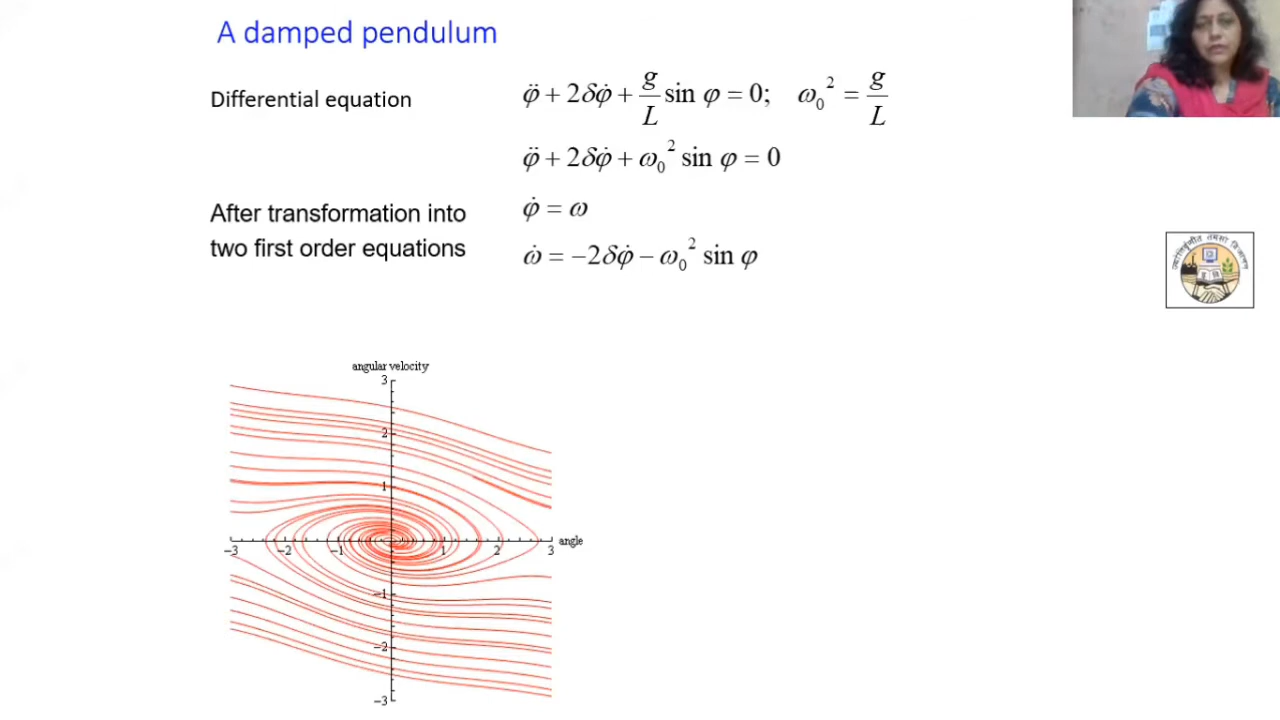 A damped pendulum
Differential equation
φ̈ + 2δφ̇ + g/L sin φ = 0; ω₀² = g/L
φ̈ + 2δφ̇ + ω₀² sin φ = 0
After transformation into
two first order equations
φ̇ = ω
ω̇ = −2δφ̇ − ω₀² sin φ
angular velocity
3
2
1
−3 −2 −1 1 2 3 angle
−1
−2
−3